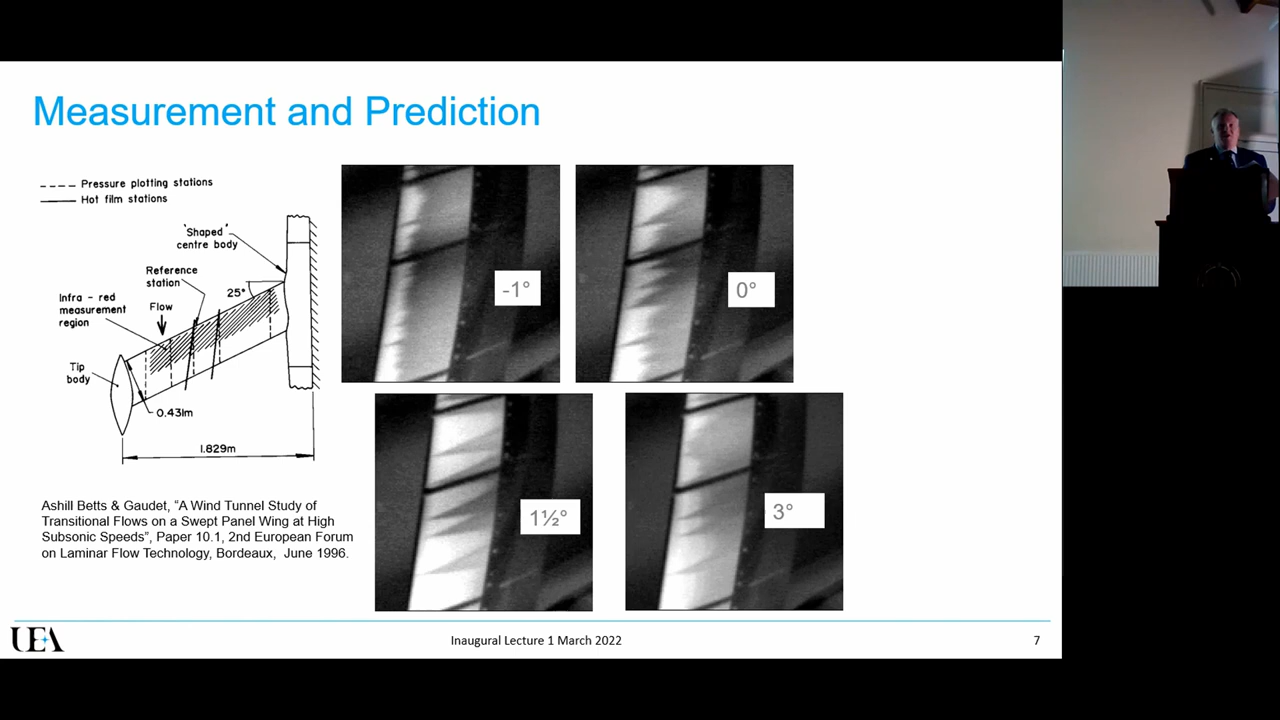 Measurement and Prediction
Pressure plotting stations
Hot film stations
'Shaped'
centre body
Reference
station
25°
Infra - red
measurement
region
Flow
Tip
body
0.431m
1.829m
-1°
0°
1½°
3°
Ashill Betts & Gaudet, “A Wind Tunnel Study of
Transitional Flows on a Swept Panel Wing at High
Subsonic Speeds”, Paper 10.1, 2nd European Forum
on Laminar Flow Technology, Bordeaux,  June 1996.
UEA
Inaugural Lecture 1 March 2022
7